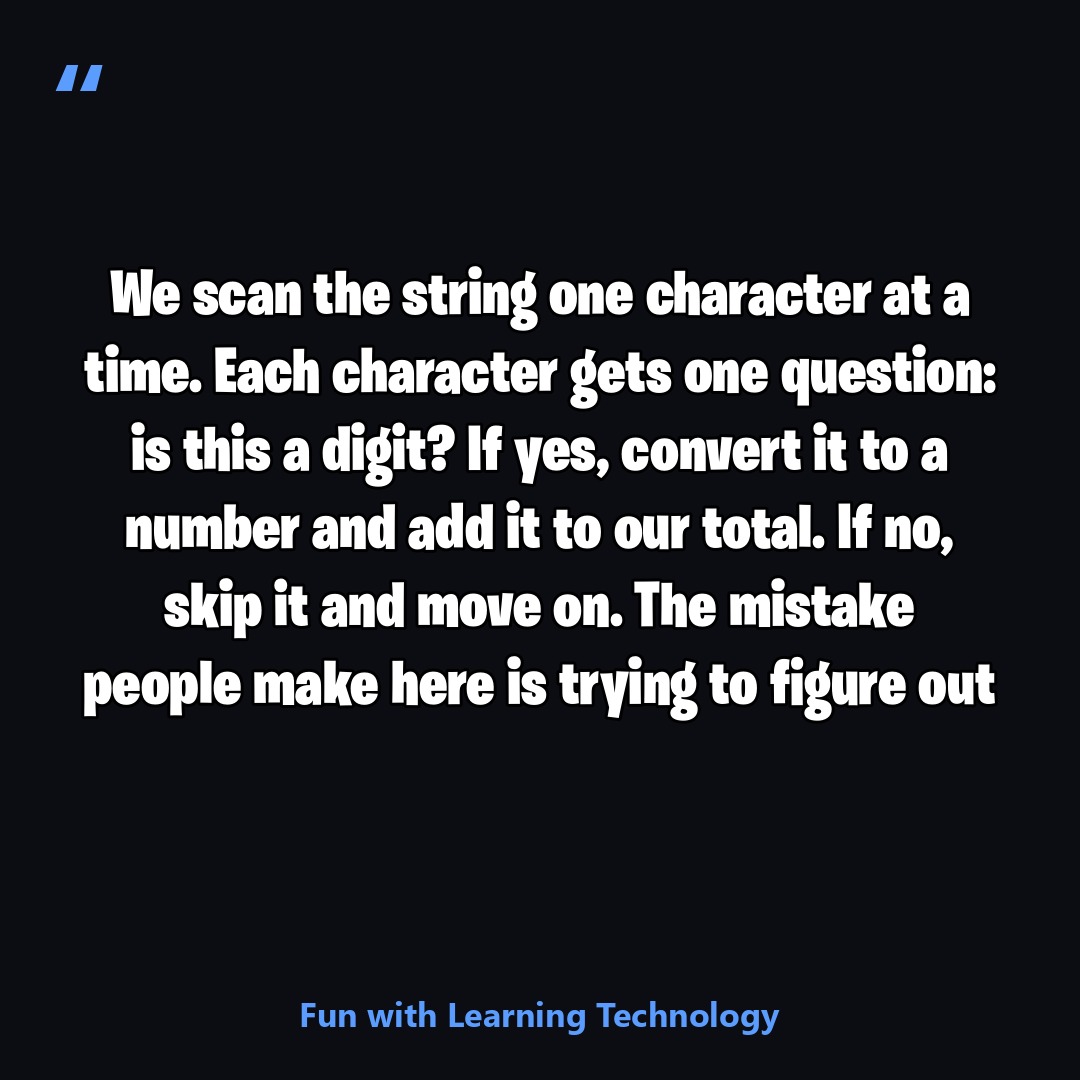 “
We scan the string one character at a
time. Each character gets one question:
is this a digit? If yes, convert it to a
number and add it to our total. If no,
skip it and move on. The mistake
people make here is trying to figure out
Fun with Learning Technology